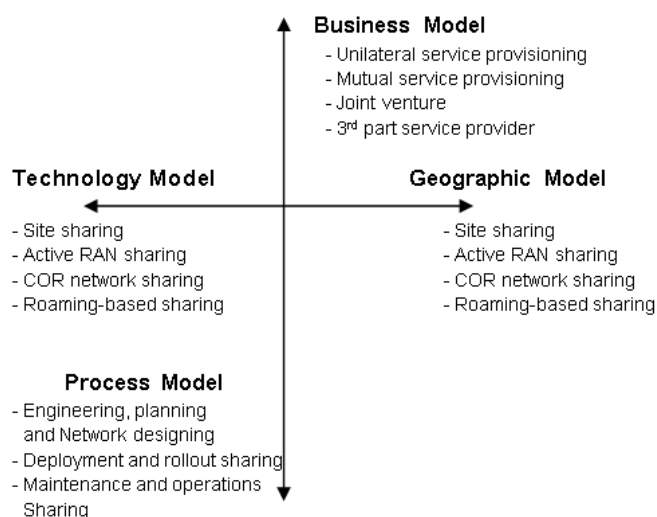 Business Model
- Unilateral service provisioning
- Mutual service provisioning
- Joint venture
- 3rd part service provider
Technology Model
- Site sharing
- Active RAN sharing
- COR network sharing
- Roaming-based sharing
Geographic Model
- Site sharing
- Active RAN sharing
- COR network sharing
- Roaming-based sharing
Process Model
- Engineering, planning
and Network designing
- Deployment and rollout sharing
- Maintenance and operations
Sharing